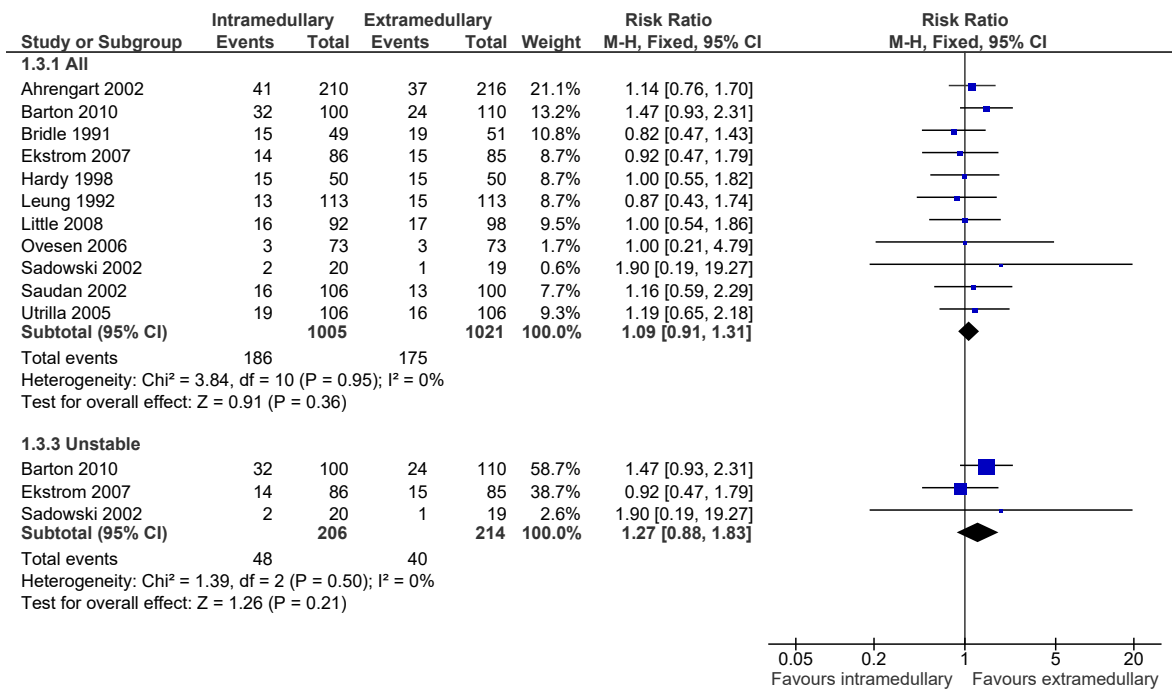 Intramedullary Extramedullary Risk Ratio Risk Ratio
Study or Subgroup Events Total Events Total Weight M-H, Fixed, 95% CI M-H, Fixed, 95% CI
1.3.1 All
Ahrengart 2002 41 210 37 216 21.1% 1.14 [0.76, 1.70]
Barton 2010 32 100 24 110 13.2% 1.47 [0.93, 2.31]
Bridle 1991 15 49 19 51 10.8% 0.82 [0.47, 1.43]
Ekstrom 2007 14 86 15 85 8.7% 0.92 [0.47, 1.79]
Hardy 1998 15 50 15 50 8.7% 1.00 [0.55, 1.82]
Leung 1992 13 113 15 113 8.7% 0.87 [0.43, 1.74]
Little 2008 16 92 17 98 9.5% 1.00 [0.54, 1.86]
Ovesen 2006 3 73 3 73 1.7% 1.00 [0.21, 4.79]
Sadowski 2002 2 20 1 19 0.6% 1.90 [0.19, 19.27]
Saudan 2002 16 106 13 100 7.7% 1.16 [0.59, 2.29]
Utrilla 2005 19 106 16 106 9.3% 1.19 [0.65, 2.18]
Subtotal (95% CI) 1005 1021 100.0% 1.09 [0.91, 1.31]
Total events 186 175
Heterogeneity: Chi² = 3.84, df = 10 (P = 0.95); I² = 0%
Test for overall effect: Z = 0.91 (P = 0.36)
1.3.3 Unstable
Barton 2010 32 100 24 110 58.7% 1.47 [0.93, 2.31]
Ekstrom 2007 14 86 15 85 38.7% 0.92 [0.47, 1.79]
Sadowski 2002 2 20 1 19 2.6% 1.90 [0.19, 19.27]
Subtotal (95% CI) 206 214 100.0% 1.27 [0.88, 1.83]
Total events 48 40
Heterogeneity: Chi² = 1.39, df = 2 (P = 0.50); I² = 0%
Test for overall effect: Z = 1.26 (P = 0.21)
0.05 0.2 1 5 20
Favours intramedullary Favours extramedullary